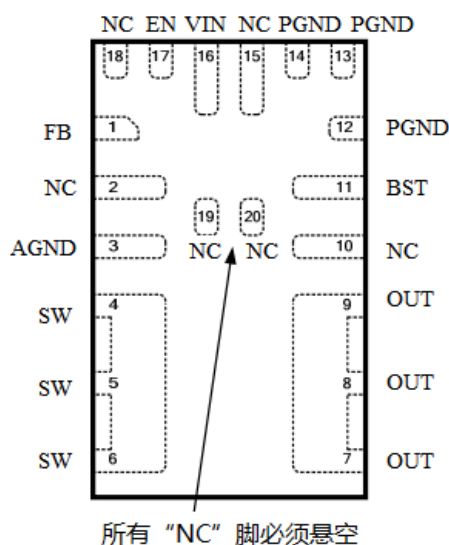 NC EN VIN NC PGND PGND
18 17 16 15 14 13
FB 1 12 PGND
NC 2 11 BST
19 20
AGND 3 NC NC 10 NC
SW 4 9 OUT
SW 5 8 OUT
SW 6 7 OUT
所有“NC”脚必须悬空